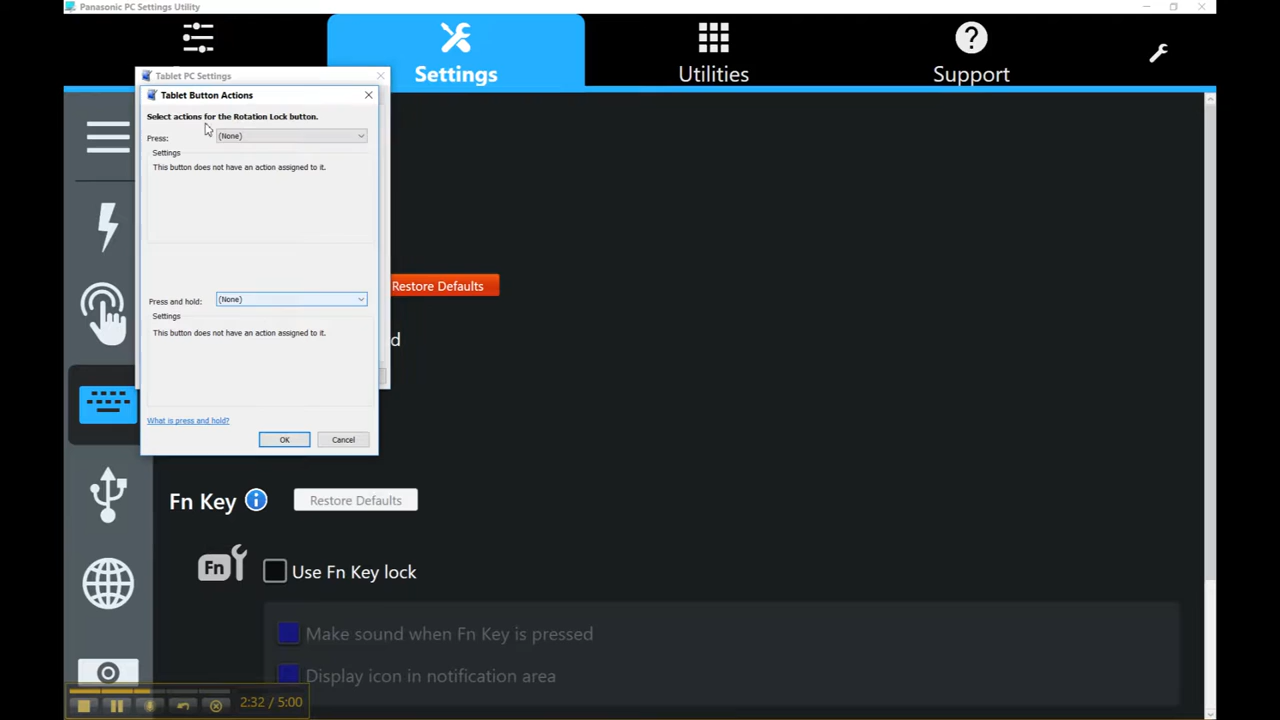 Panasonic PC Settings Utility
Settings
Utilities
Support
Tablet PC Settings
Tablet Button Actions
Select actions for the Rotation Lock button.
Press:
(None)
Settings
This button does not have an action assigned to it.
Restore Defaults
Press and hold:
(None)
Settings
This button does not have an action assigned to it.
d
What is press and hold?
OK
Cancel
Fn Key
Restore Defaults
Fn
Use Fn Key lock
Make sound when Fn Key is pressed
Display icon in notification area
2:32 / 5:00